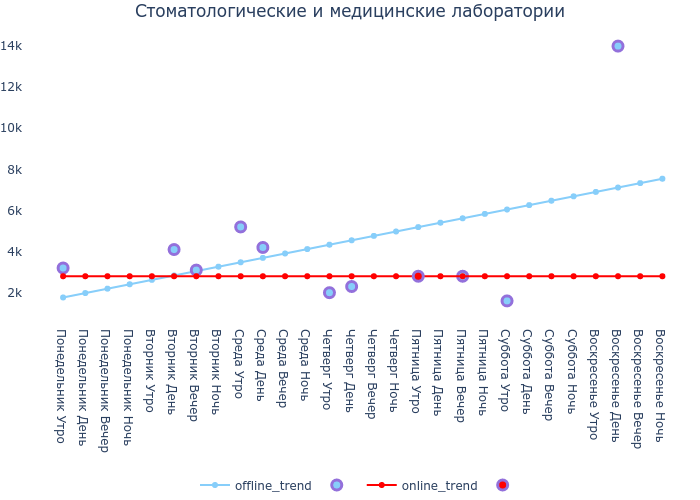 Стоматологические и медицинские лаборатории
14k
12k
10k
8k
6k
4k
2k
Понедельник Утро
Понедельник День
Понедельник Вечер
Понедельник Ночь
Вторник Утро
Вторник День
Вторник Вечер
Вторник Ночь
Среда Утро
Среда День
Среда Вечер
Среда Ночь
Четверг Утро
Четверг День
Четверг Вечер
Четверг Ночь
Пятница Утро
Пятница День
Пятница Вечер
Пятница Ночь
Суббота Утро
Суббота День
Суббота Вечер
Суббота Ночь
Воскресенье Утро
Воскресенье День
Воскресенье Вечер
Воскресенье Ночь
offline_trend
online_trend